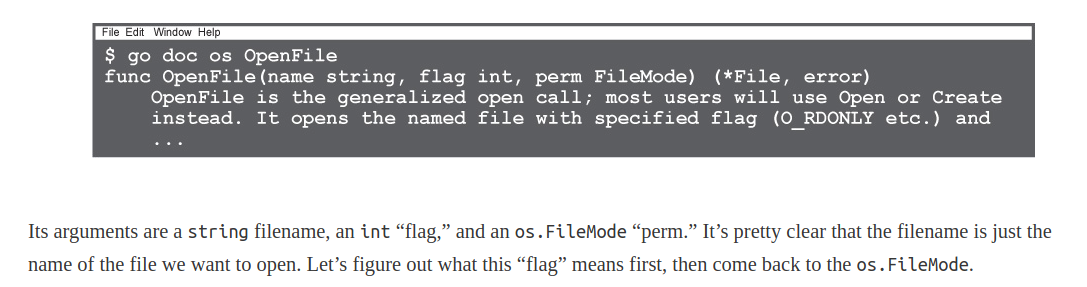 File Edit Window Help
$ go doc os OpenFile
func OpenFile(name string, flag int, perm FileMode) (*File, error)
OpenFile is the generalized open call; most users will use Open or Create
instead. It opens the named file with specified flag (O_RDONLY etc.) and
...
Its arguments are a string filename, an int “flag,” and an os.FileMode “perm.” It’s pretty clear that the filename is just the
name of the file we want to open. Let’s figure out what this “flag” means first, then come back to the os.FileMode.